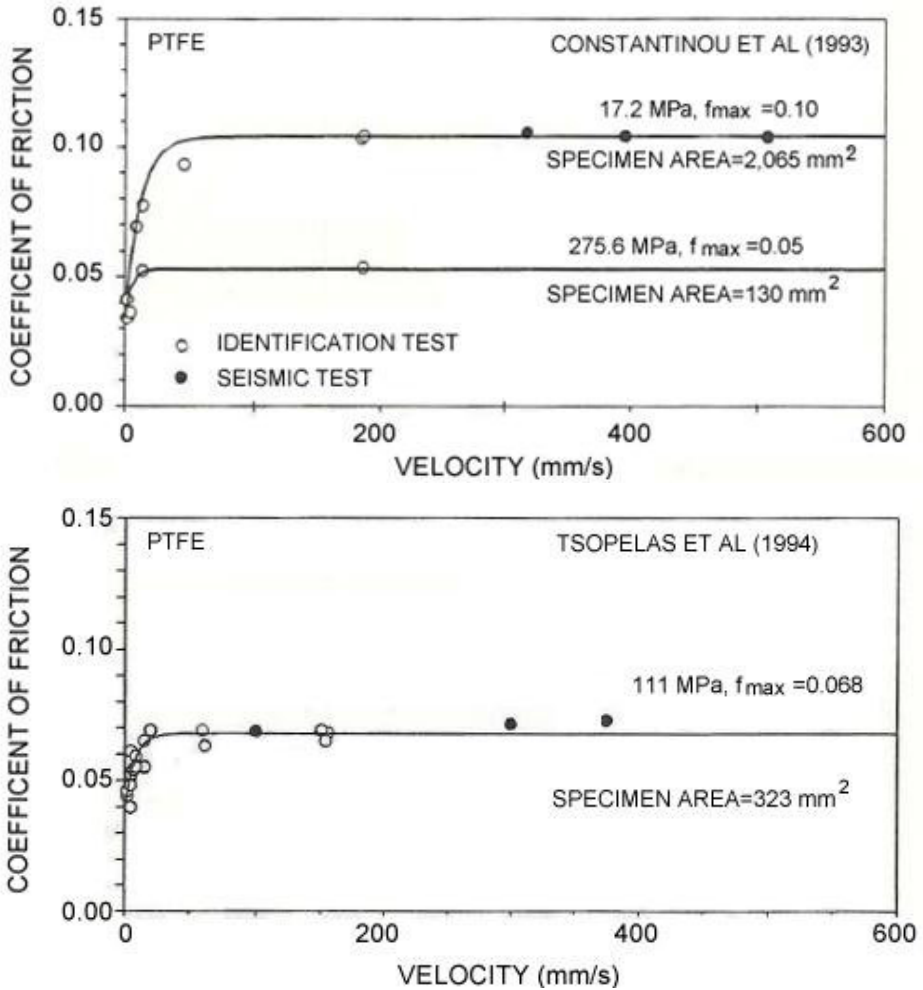 0.15
PTFE
CONSTANTINOU ET AL (1993)
17.2 MPa, fmax =0.10
0.10
SPECIMEN AREA=2,065 mm2
COEFFICENT OF FRICTION
275.6 MPa, f max =0.05
0.05
SPECIMEN AREA=130 mm2
IDENTIFICATION TEST
SEISMIC TEST
0.00
0 200 400 600
VELOCITY (mm/s)
0.15
PTFE
TSOPELAS ET AL (1994)
0.10
COEFFICENT OF FRICTION
111 MPa, fmax =0.068
0.05
SPECIMEN AREA=323 mm2
0.00
0 200 400 600
VELOCITY (mm/s)